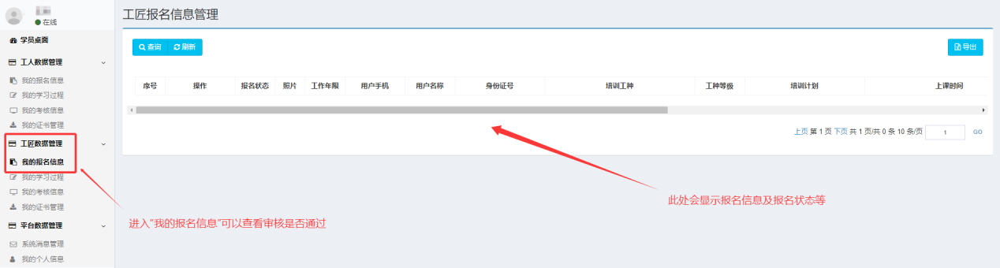 在线
学员桌面
工人数据管理
我的报名信息
我的学习过程
我的考核信息
我的证书管理
工匠数据管理
我的报名信息
我的学习过程
我的考核信息
我的证书管理
平台数据管理
系统消息管理
我的个人信息
工匠报名信息管理
查询 刷新 导出
序号 操作 报名状态 照片 工作年限 用户手机 用户名称 身份证号 培训工种 工种等级 培训计划 上课时间
上页 第 1 页 下页 共 1 页/共 0 条 10 条/页 1 GO
此处会显示报名信息及报名状态等
进入"我的报名信息"可以查看审核是否通过